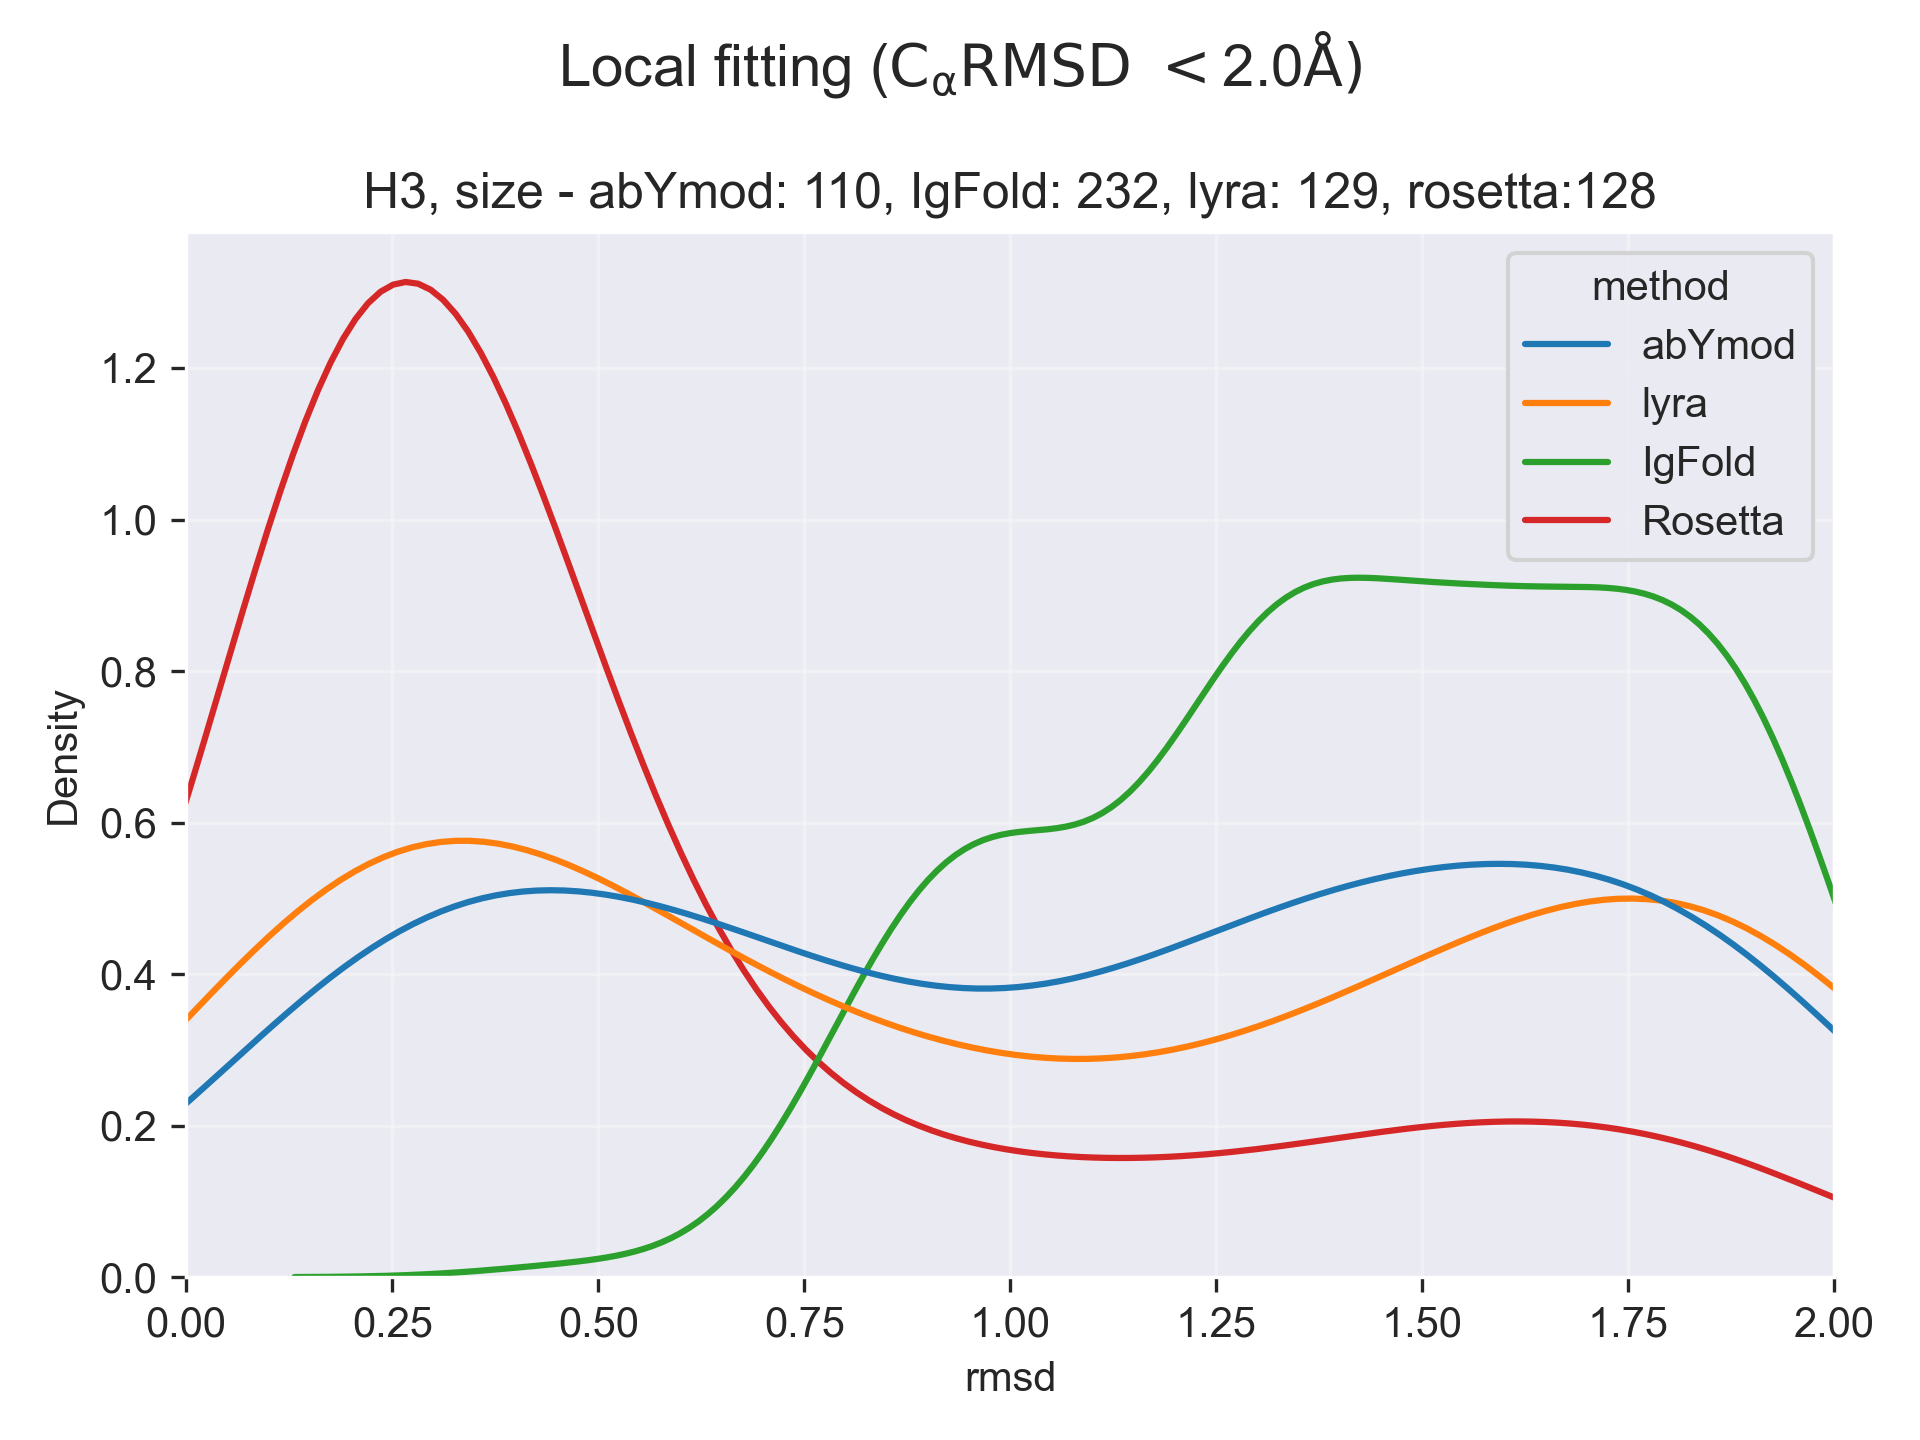 Local fitting (CαRMSD <2.0Å)
H3, size - abYmod: 110, IgFold: 232, lyra: 129, rosetta:128
method
abYmod
lyra
IgFold
Rosetta
Density
1.2
1.0
0.8
0.6
0.4
0.2
0.0
0.00 0.25 0.50 0.75 1.00 1.25 1.50 1.75 2.00
rmsd